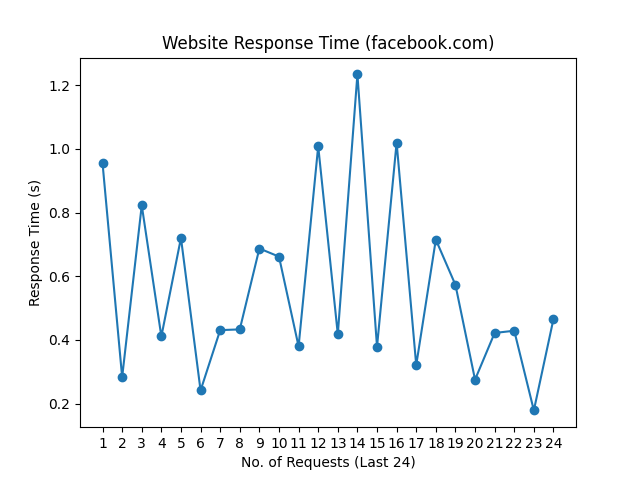 Website Response Time (facebook.com)
1.2
1.0
0.8
0.6
0.4
0.2
Response Time (s)
1 2 3 4 5 6 7 8 9 10 11 12 13 14 15 16 17 18 19 20 21 22 23 24
No. of Requests (Last 24)